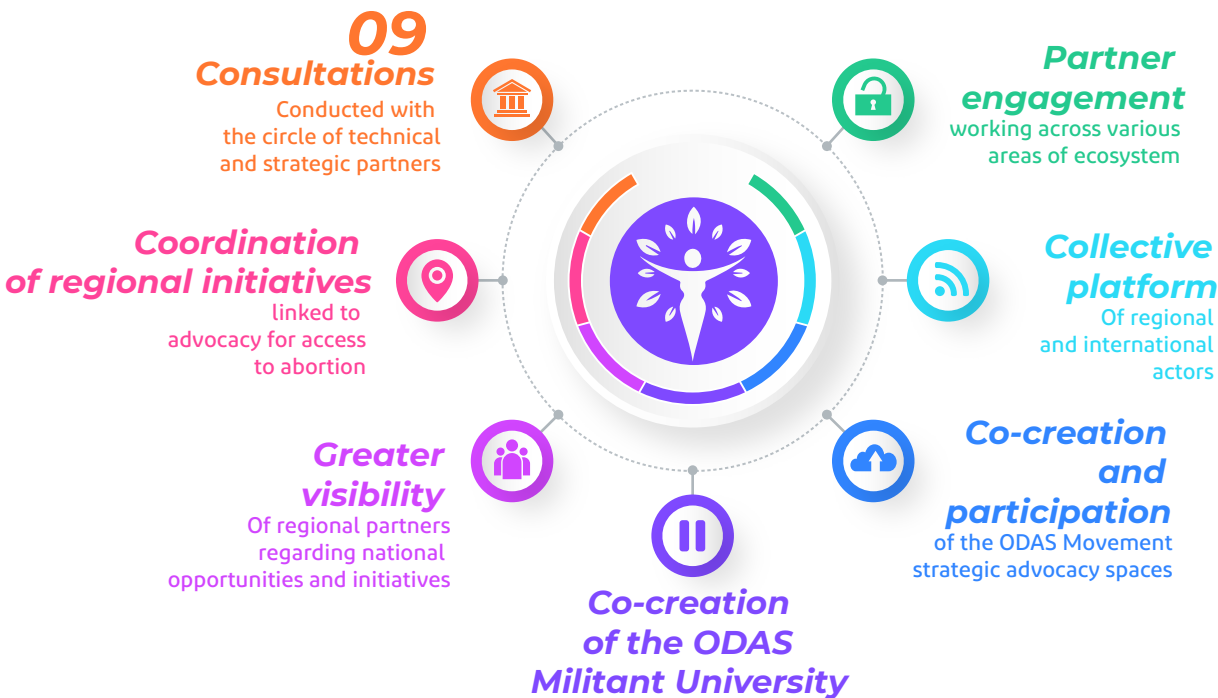 09
Consultations
Conducted with
the circle of technical
and strategic partners
Partner
engagement
working across various
areas of ecosystem
Coordination
of regional initiatives
linked to
advocacy for access
to abortion
Collective
platform
Of regional
and international
actors
Greater
visibility
Of regional partners
regarding national
opportunities and initiatives
Co-creation
and
participation
of the ODAS Movement
strategic advocacy spaces
Co-creation
of the ODAS
Militant University